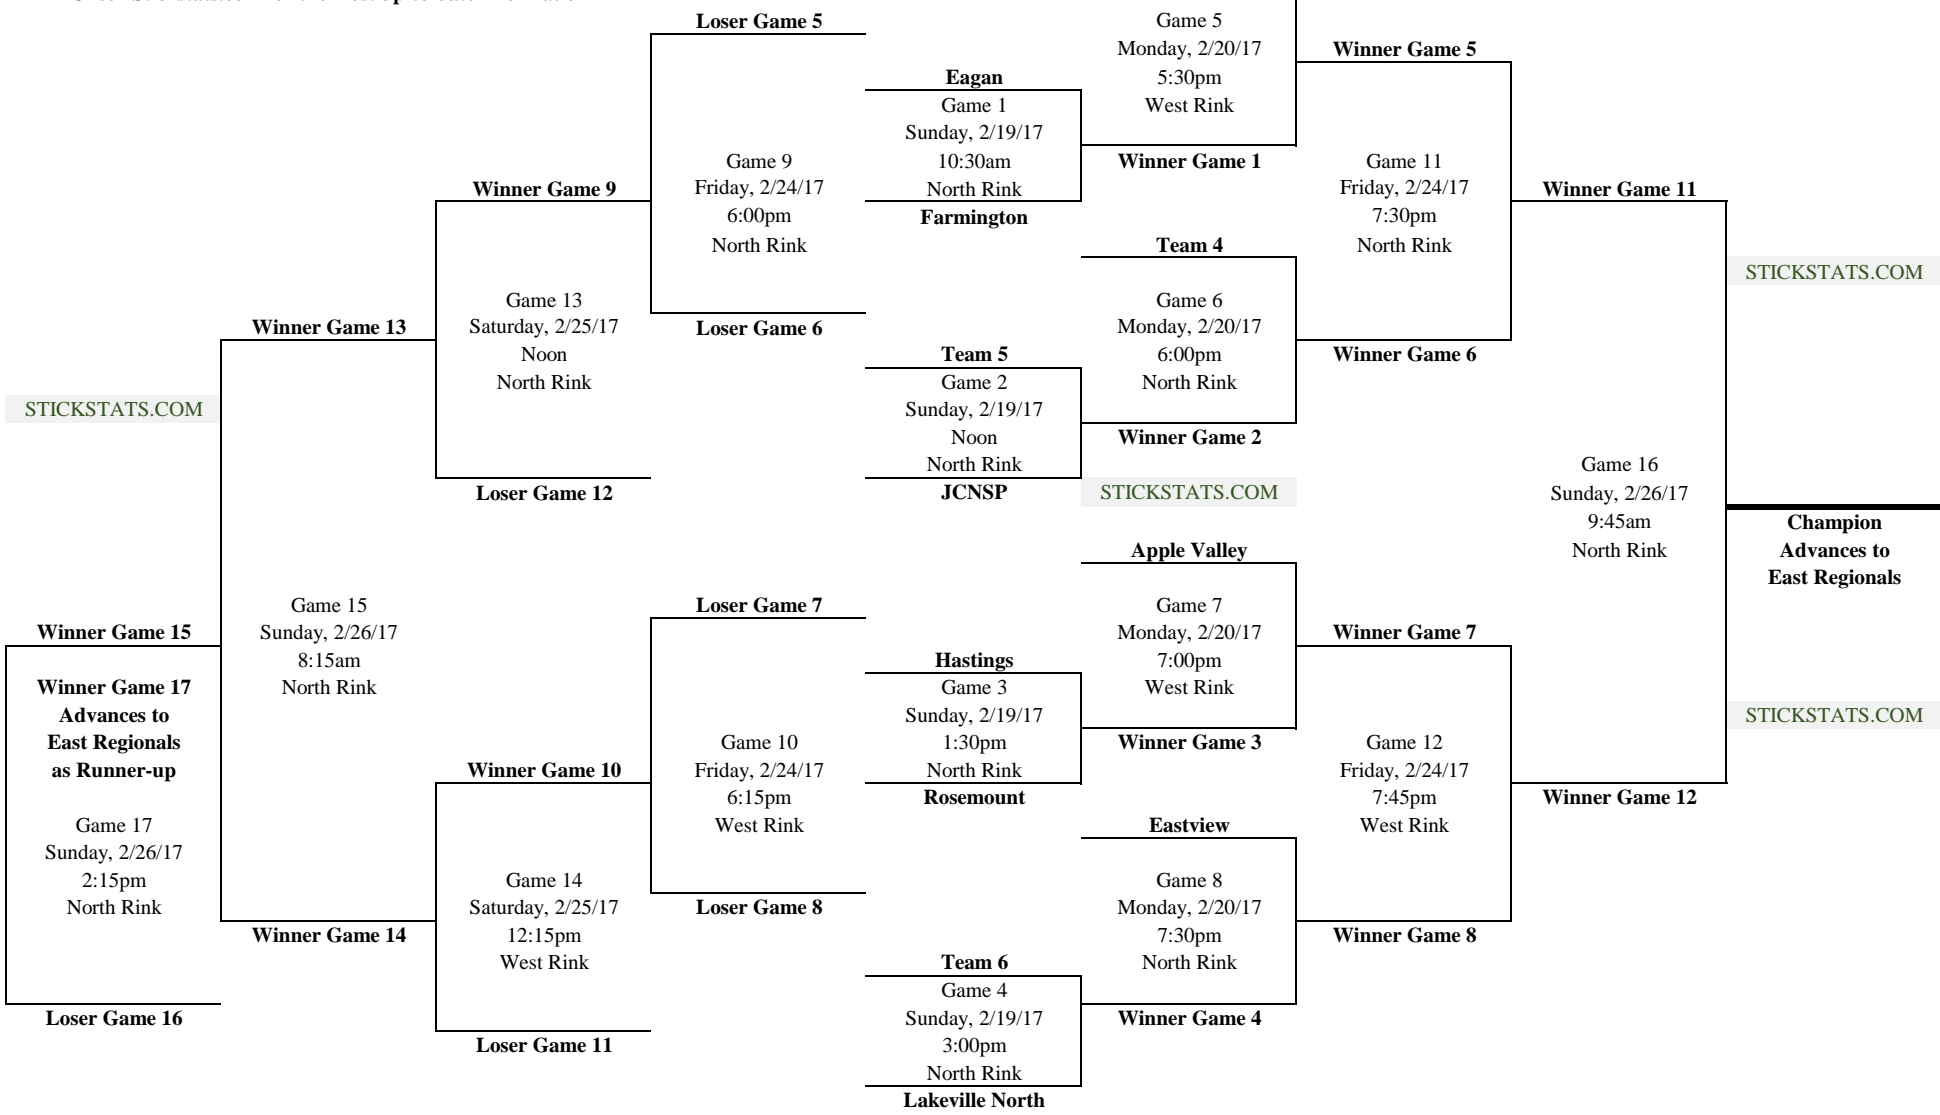 Loser Game 5
Game 5
Monday, 2/20/17
5:30pm
West Rink
Winner Game 5
Eagan
Game 1
Sunday, 2/19/17
10:30am
North Rink
Farmington
Winner Game 1
Game 9
Friday, 2/24/17
6:00pm
North Rink
Winner Game 9
Game 11
Friday, 2/24/17
7:30pm
North Rink
Winner Game 11
Team 4
Game 6
Monday, 2/20/17
6:00pm
North Rink
STICKSTATS.COM
Game 13
Saturday, 2/25/17
Noon
North Rink
Winner Game 13
Loser Game 6
Winner Game 6
Team 5
Game 2
Sunday, 2/19/17
Noon
North Rink
JCNSP
STICKSTATS.COM
Winner Game 2
STICKSTATS.COM
Loser Game 12
Game 16
Sunday, 2/26/17
9:45am
North Rink
Champion
Advances to
East Regionals
Apple Valley
Game 7
Monday, 2/20/17
7:00pm
West Rink
Game 15
Sunday, 2/26/17
8:15am
North Rink
Loser Game 7
Winner Game 15
Winner Game 7
Hastings
Game 3
Sunday, 2/19/17
1:30pm
North Rink
Rosemount
Winner Game 17
Advances to
East Regionals
as Runner-up
STICKSTATS.COM
Winner Game 3
Game 10
Friday, 2/24/17
6:15pm
West Rink
Game 12
Friday, 2/24/17
7:45pm
West Rink
Winner Game 10
Winner Game 12
Game 17
Sunday, 2/26/17
2:15pm
North Rink
Eastview
Game 8
Monday, 2/20/17
7:30pm
North Rink
Game 14
Saturday, 2/25/17
12:15pm
West Rink
Loser Game 8
Winner Game 14
Winner Game 8
Team 6
Game 4
Sunday, 2/19/17
3:00pm
North Rink
Lakeville North
Loser Game 16
Winner Game 4
Loser Game 11